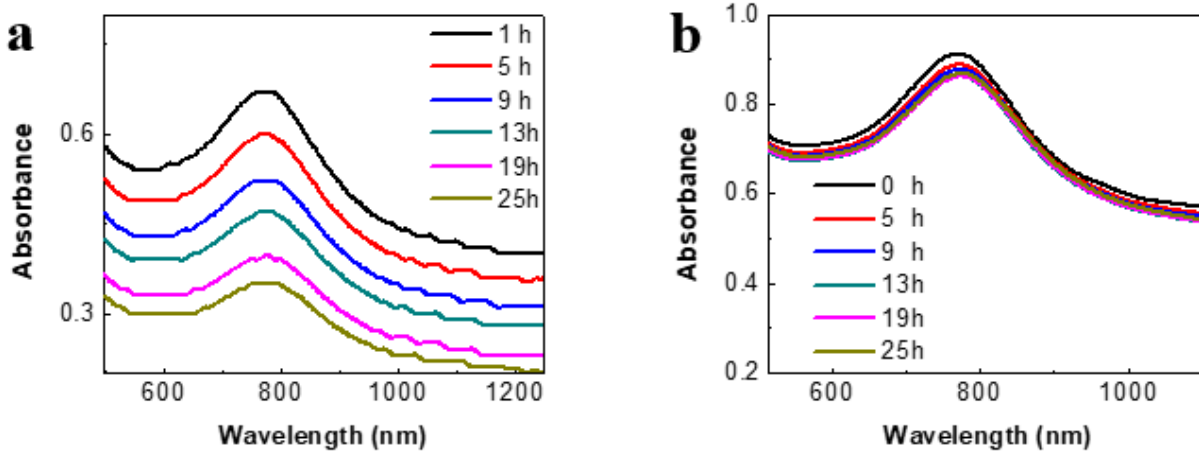 a
1 h
5 h
9 h
13h
19h
25h
0.6
0.3
Absorbance
600 800 1000 1200
Wavelength (nm)
b
1.0
0.8
0.6
0.4
0.2
Absorbance
0 h
5 h
9 h
13h
19h
25h
600 800 1000
Wavelength (nm)